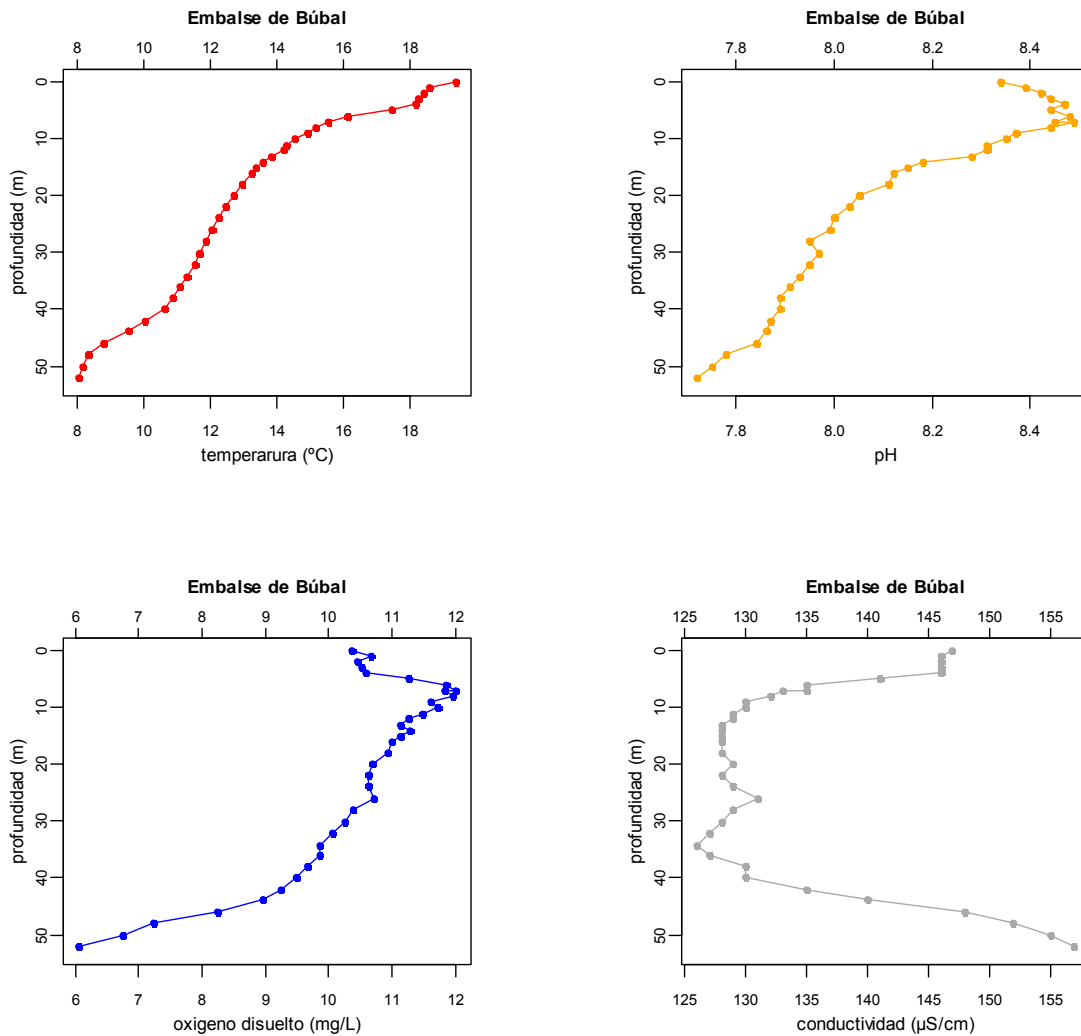 Embalse de Búbal
8 10 12 14 16 18
0 10 20 30 40 50
profundidad (m)
8 10 12 14 16 18
temperarura (ºC)
Embalse de Búbal
7.8 8.0 8.2 8.4
0 10 20 30 40 50
profundidad (m)
7.8 8.0 8.2 8.4
pH
Embalse de Búbal
6 7 8 9 10 11 12
0 10 20 30 40 50
profundidad (m)
6 7 8 9 10 11 12
oxigeno disuelto (mg/L)
Embalse de Búbal
125 130 135 140 145 150 155
0 10 20 30 40 50
profundidad (m)
125 130 135 140 145 150 155
conductividad (µS/cm)